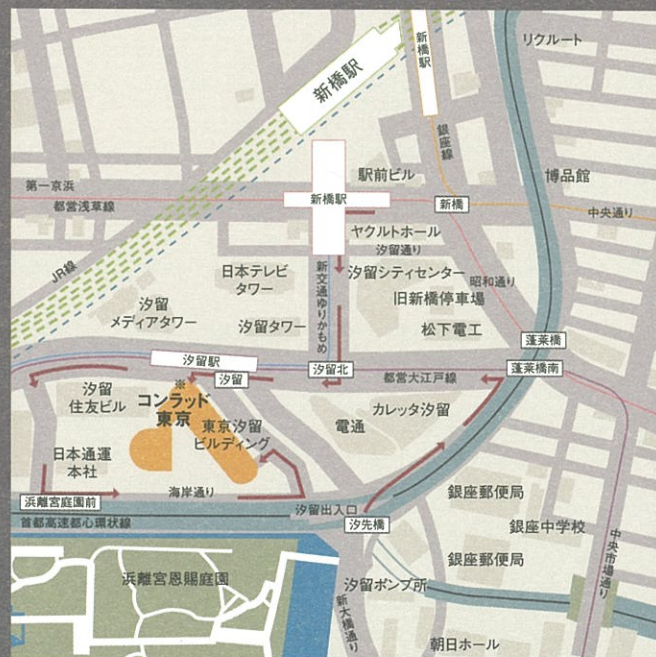 リクルート
新橋駅
新橋駅
銀座線
駅前ビル
博品館
第一京浜
都営浅草線
新橋駅
新橋
中央通り
ヤクルトホール
汐留通り
JR線
日本テレビ
タワー
新交通ゆりかもめ
汐留シティセンター
昭和通り
旧新橋停車場
汐留
メディアタワー
汐留タワー
松下電工
蓬莱橋
汐留駅
汐留
汐留北
都営大江戸線
蓬莱橋南
※
汐留
住友ビル
コンラッド
東京
東京汐留
ビルディング
電通
カレッタ汐留
日本通運
本社
浜離宮庭園前
海岸通り
首都高速都心環状線
汐留出入口
汐先橋
銀座郵便局
銀座中学校
中央市場通り
銀座郵便局
浜離宮恩賜庭園
汐留ポンプ所
新大橋通り
朝日ホール